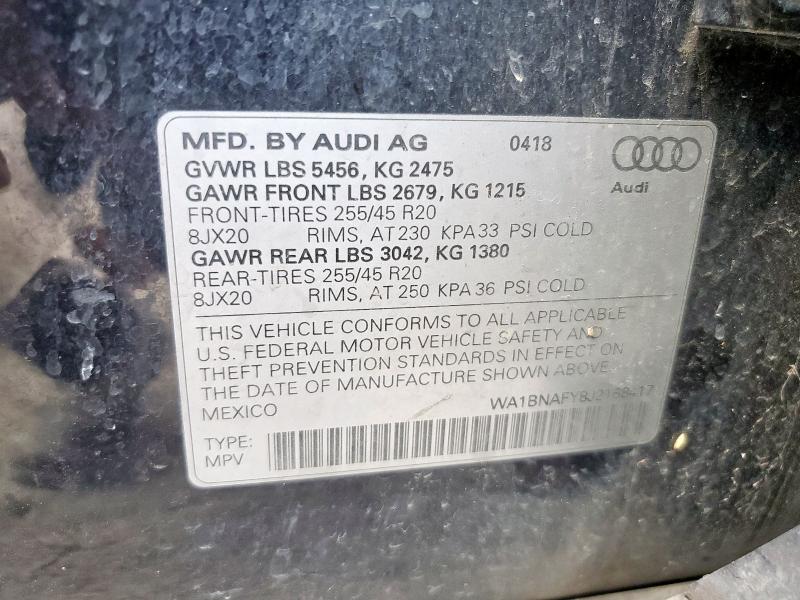 MFD. BY AUDI AG 0418
GVWR LBS 5456, KG 2475
GAWR FRONT LBS 2679, KG 1215
Audi
FRONT-TIRES 255/45 R20
8JX20 RIMS, AT 230 KPA 33 PSI COLD
GAWR REAR LBS 3042, KG 1380
REAR-TIRES 255/45 R20
8JX20 RIMS, AT 250 KPA 36 PSI COLD
THIS VEHICLE CONFORMS TO ALL APPLICABLE
U.S. FEDERAL MOTOR VEHICLE SAFETY AND
THEFT PREVENTION STANDARDS IN EFFECT ON
THE DATE OF MANUFACTURE SHOWN ABOVE.
MEXICO WA1BNAFY8J2168417
TYPE:
MPV